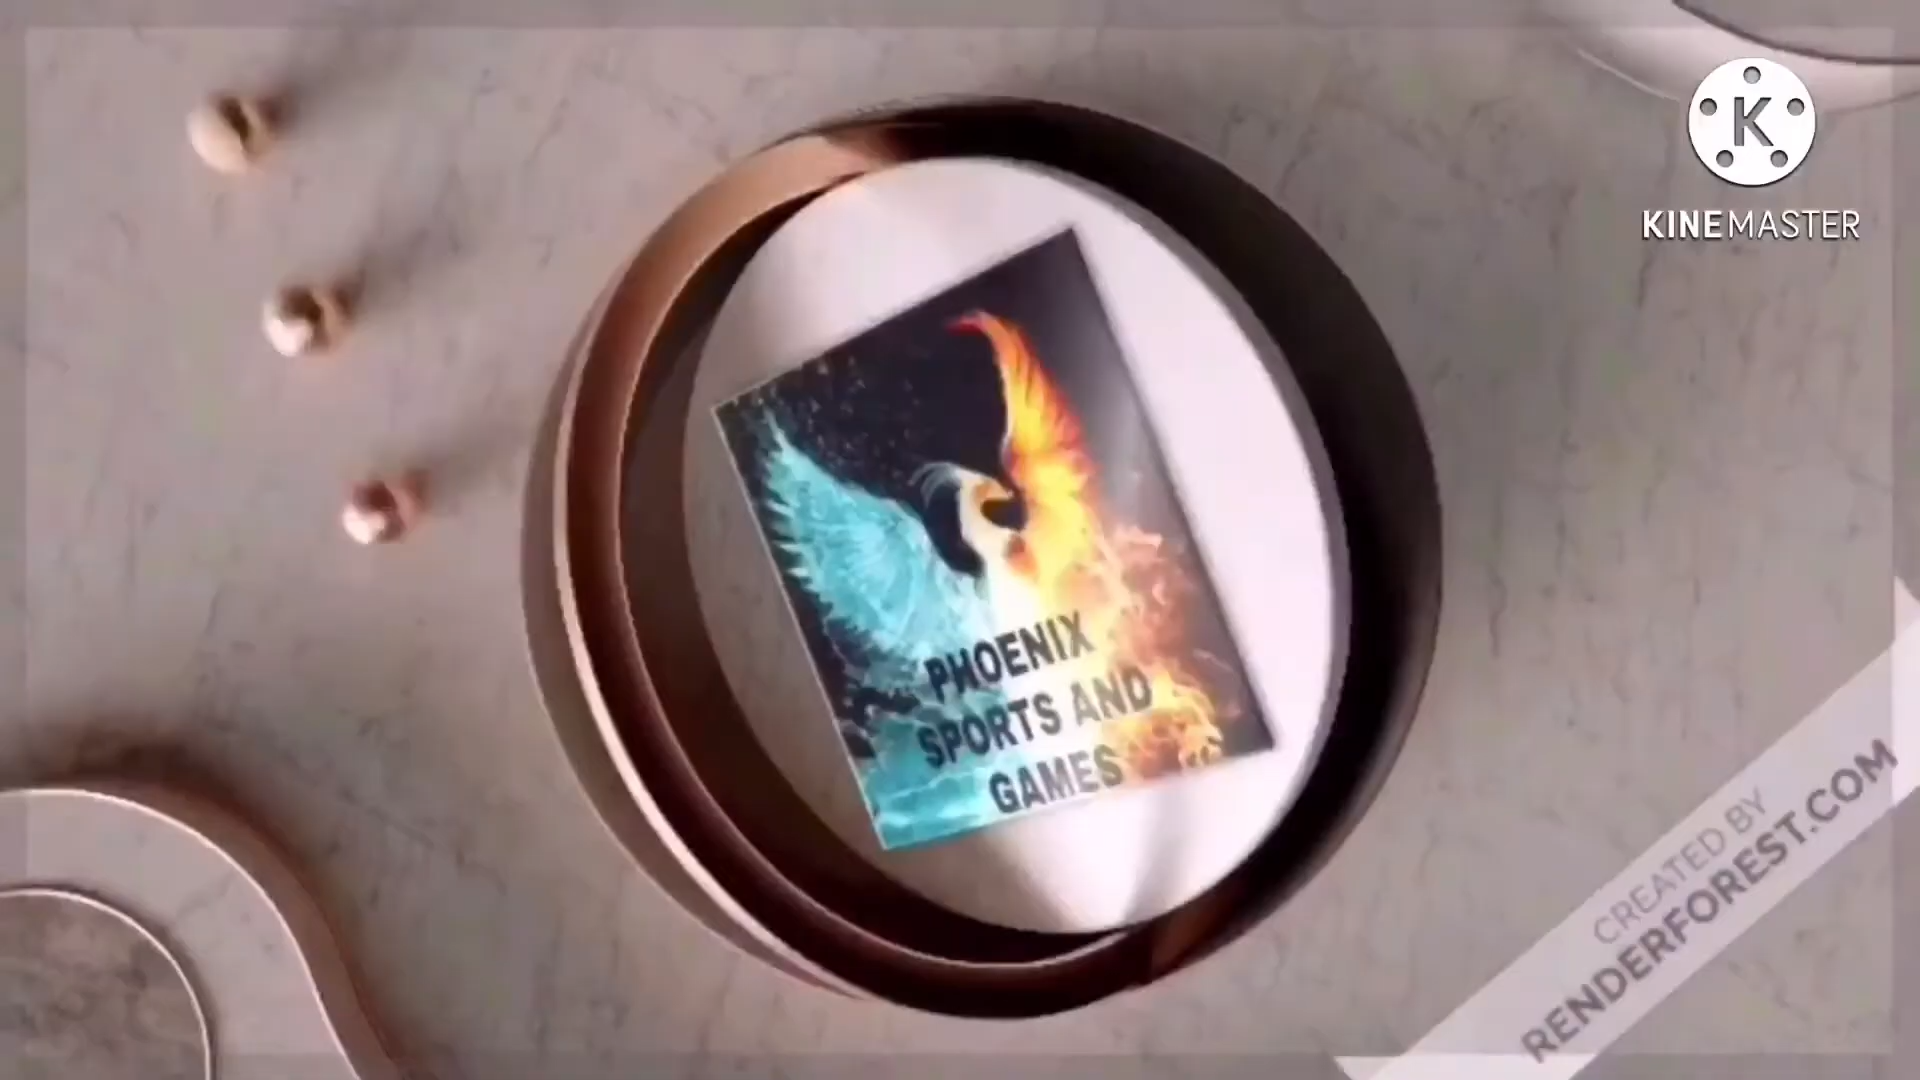 K
KINEMASTER
PHOENIX
SPORTS AND
GAMES
CREATED BY
RENDERFOREST.COM